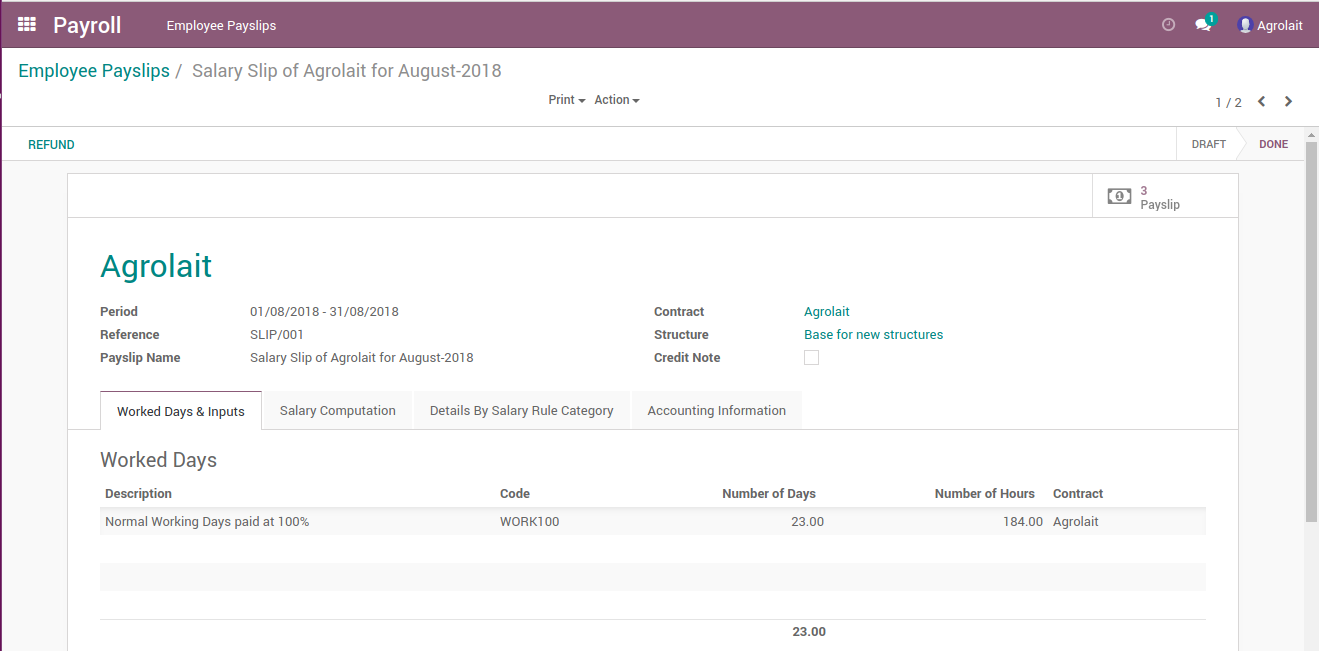 Payroll Employee Payslips 1 Agrolait
Employee Payslips / Salary Slip of Agrolait for August-2018
Print Action 1 / 2
REFUND DRAFT DONE
3
Payslip
Agrolait
Period 01/08/2018 - 31/08/2018 Contract Agrolait
Reference SLIP/001 Structure Base for new structures
Payslip Name Salary Slip of Agrolait for August-2018 Credit Note
Worked Days & Inputs Salary Computation Details By Salary Rule Category Accounting Information
Worked Days
Description Code Number of Days Number of Hours Contract
Normal Working Days paid at 100% WORK100 23.00 184.00 Agrolait
23.00